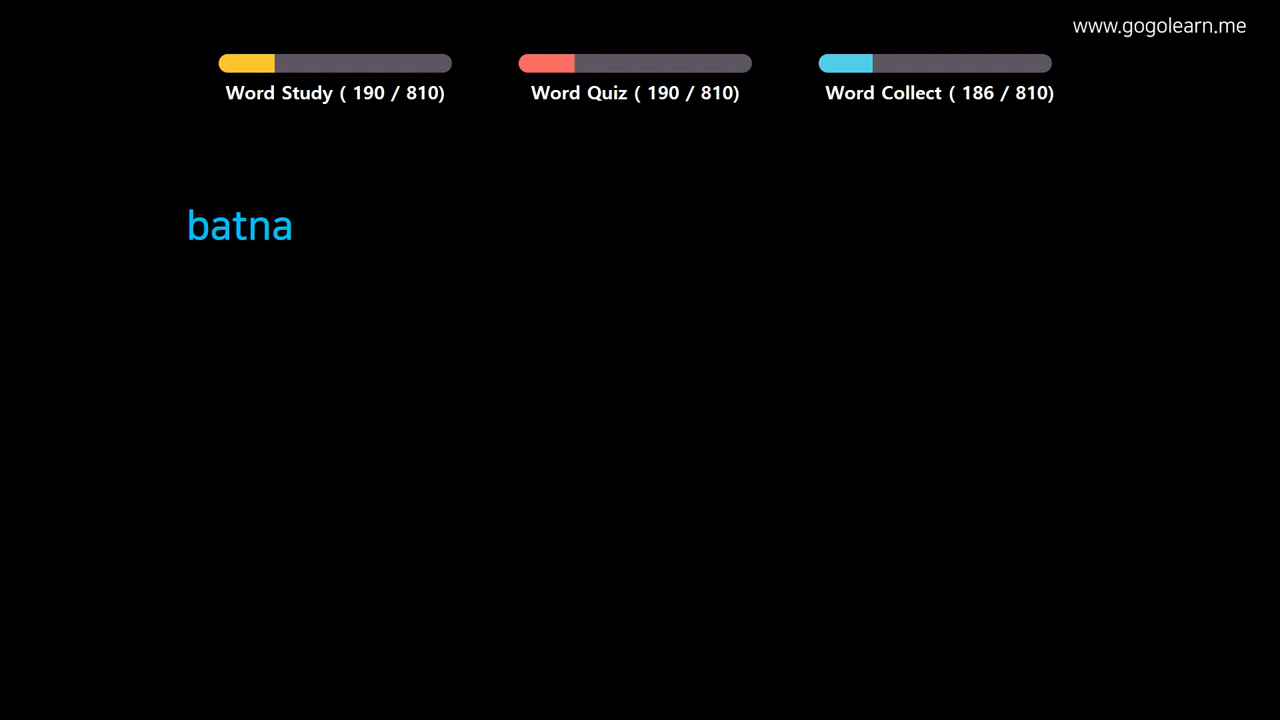 www.gogolearn.me
Word Study ( 190 / 810)
Word Quiz ( 190 / 810)
Word Collect ( 186 / 810)
batna